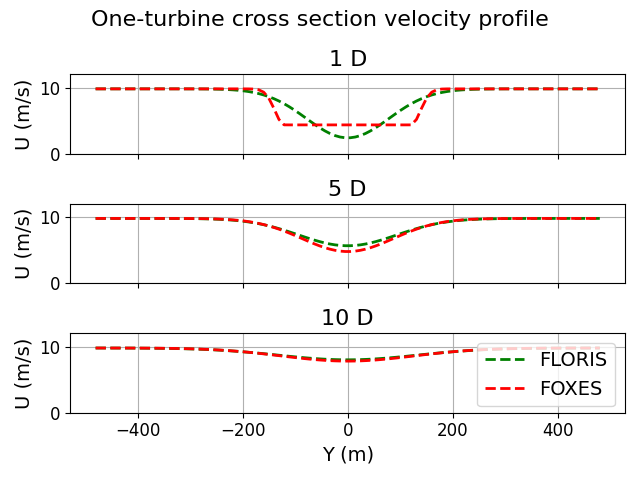 One-turbine cross section velocity profile
1 D
10
0
U (m/s)
5 D
10
0
U (m/s)
10 D
10
0
U (m/s)
FLORIS
FOXES
−400 −200 0 200 400
Y (m)